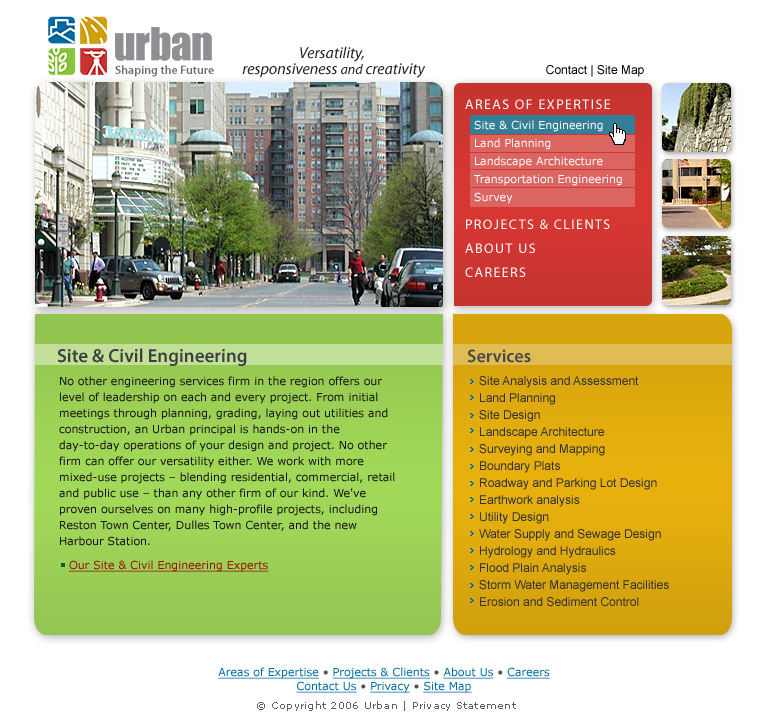 urban
Shaping the Future
Versatility,
responsiveness and creativity
Contact | Site Map
AREAS OF EXPERTISE
Site & Civil Engineering
Land Planning
Landscape Architecture
Transportation Engineering
Survey
PROJECTS & CLIENTS
ABOUT US
CAREERS
Site & Civil Engineering
No other engineering services firm in the region offers our
level of leadership on each and every project. From initial
meetings through planning, grading, laying out utilities and
construction, an Urban principal is hands-on in the
day-to-day operations of your design and project. No other
firm can offer our versatility either. We work with more
mixed-use projects – blending residential, commercial, retail
and public use – than any other firm of our kind. We've
proven ourselves on many high-profile projects, including
Reston Town Center, Dulles Town Center, and the new
Harbour Station.
Our Site & Civil Engineering Experts
Services
Site Analysis and Assessment
Land Planning
Site Design
Landscape Architecture
Surveying and Mapping
Boundary Plats
Roadway and Parking Lot Design
Earthwork analysis
Utility Design
Water Supply and Sewage Design
Hydrology and Hydraulics
Flood Plain Analysis
Storm Water Management Facilities
Erosion and Sediment Control
Areas of Expertise • Projects & Clients • About Us • Careers
Contact Us • Privacy • Site Map
© Copyright 2006 Urban | Privacy Statement